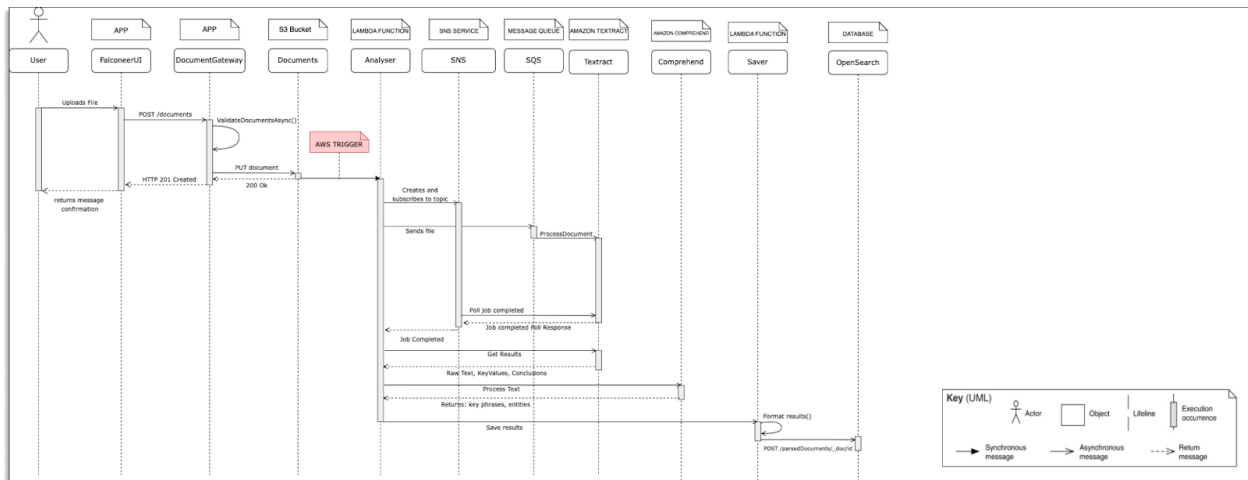 APP
APP
S3 Bucket
LAMBDA FUNCTION
SNS SERVICE
MESSAGE QUEUE
AMAZON TEXTRACT
AMAZON COMPREHEND
LAMBDA FUNCTION
DATABASE
User
FalconeerUI
DocumentGateway
Documents
Analyser
SNS
SQS
Textract
Comprehend
Saver
OpenSearch
Uploads File
POST /documents
ValidateDocumentsAsync()
AWS TRIGGER
PUT document
HTTP 201 Created
200 Ok
returns message
confirmation
Creates and
subscribes to topic
Sends file
ProcessDocument
Poll job completed
Job completed Poll Response
Job Completed
Get Results
Raw Text, KeyValues, Conclusions
Process Text
Returns: key phrases, entities
Save results
Format results()
POST /parsedDocuments/_doc/id
Key (UML)
Actor
Object
Lifeline
Execution
occurrence
Synchronous
message
Asynchronous
message
Return
message